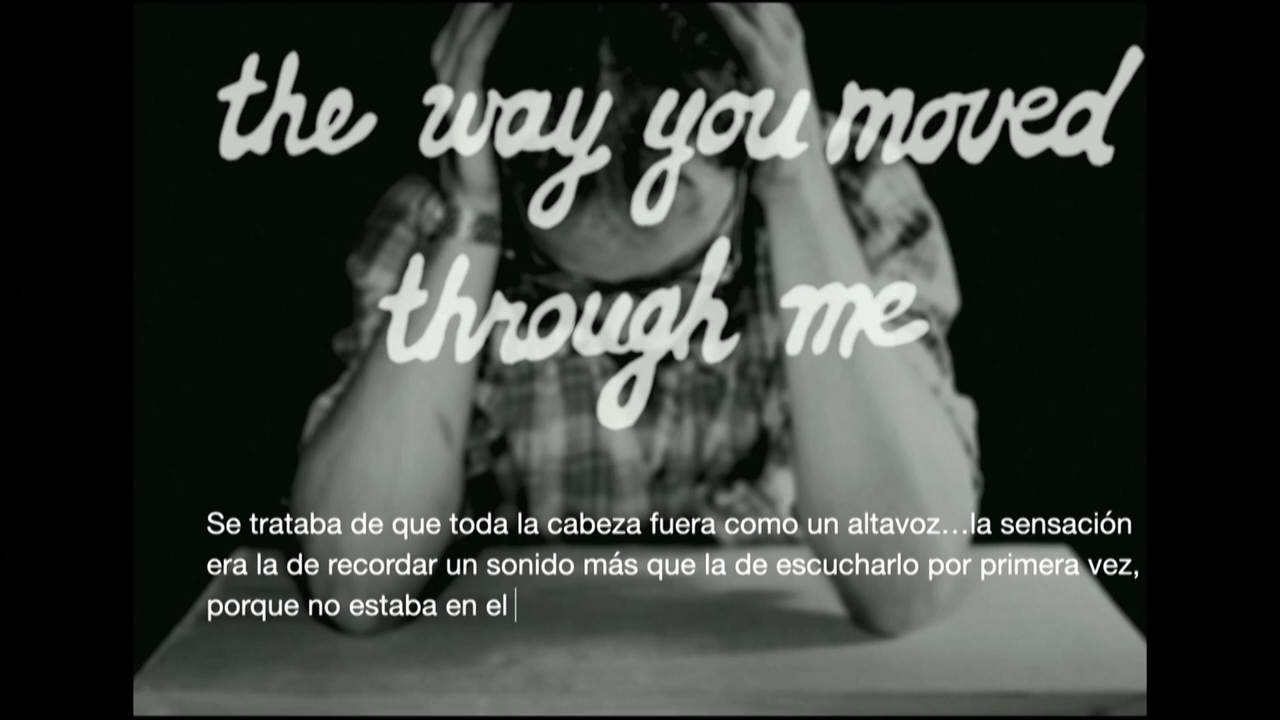 the way you moved
through me
Se trataba de que toda la cabeza fuera como un altavoz...la sensación
era la de recordar un sonido más que la de escucharlo por primera vez,
porque no estaba en el